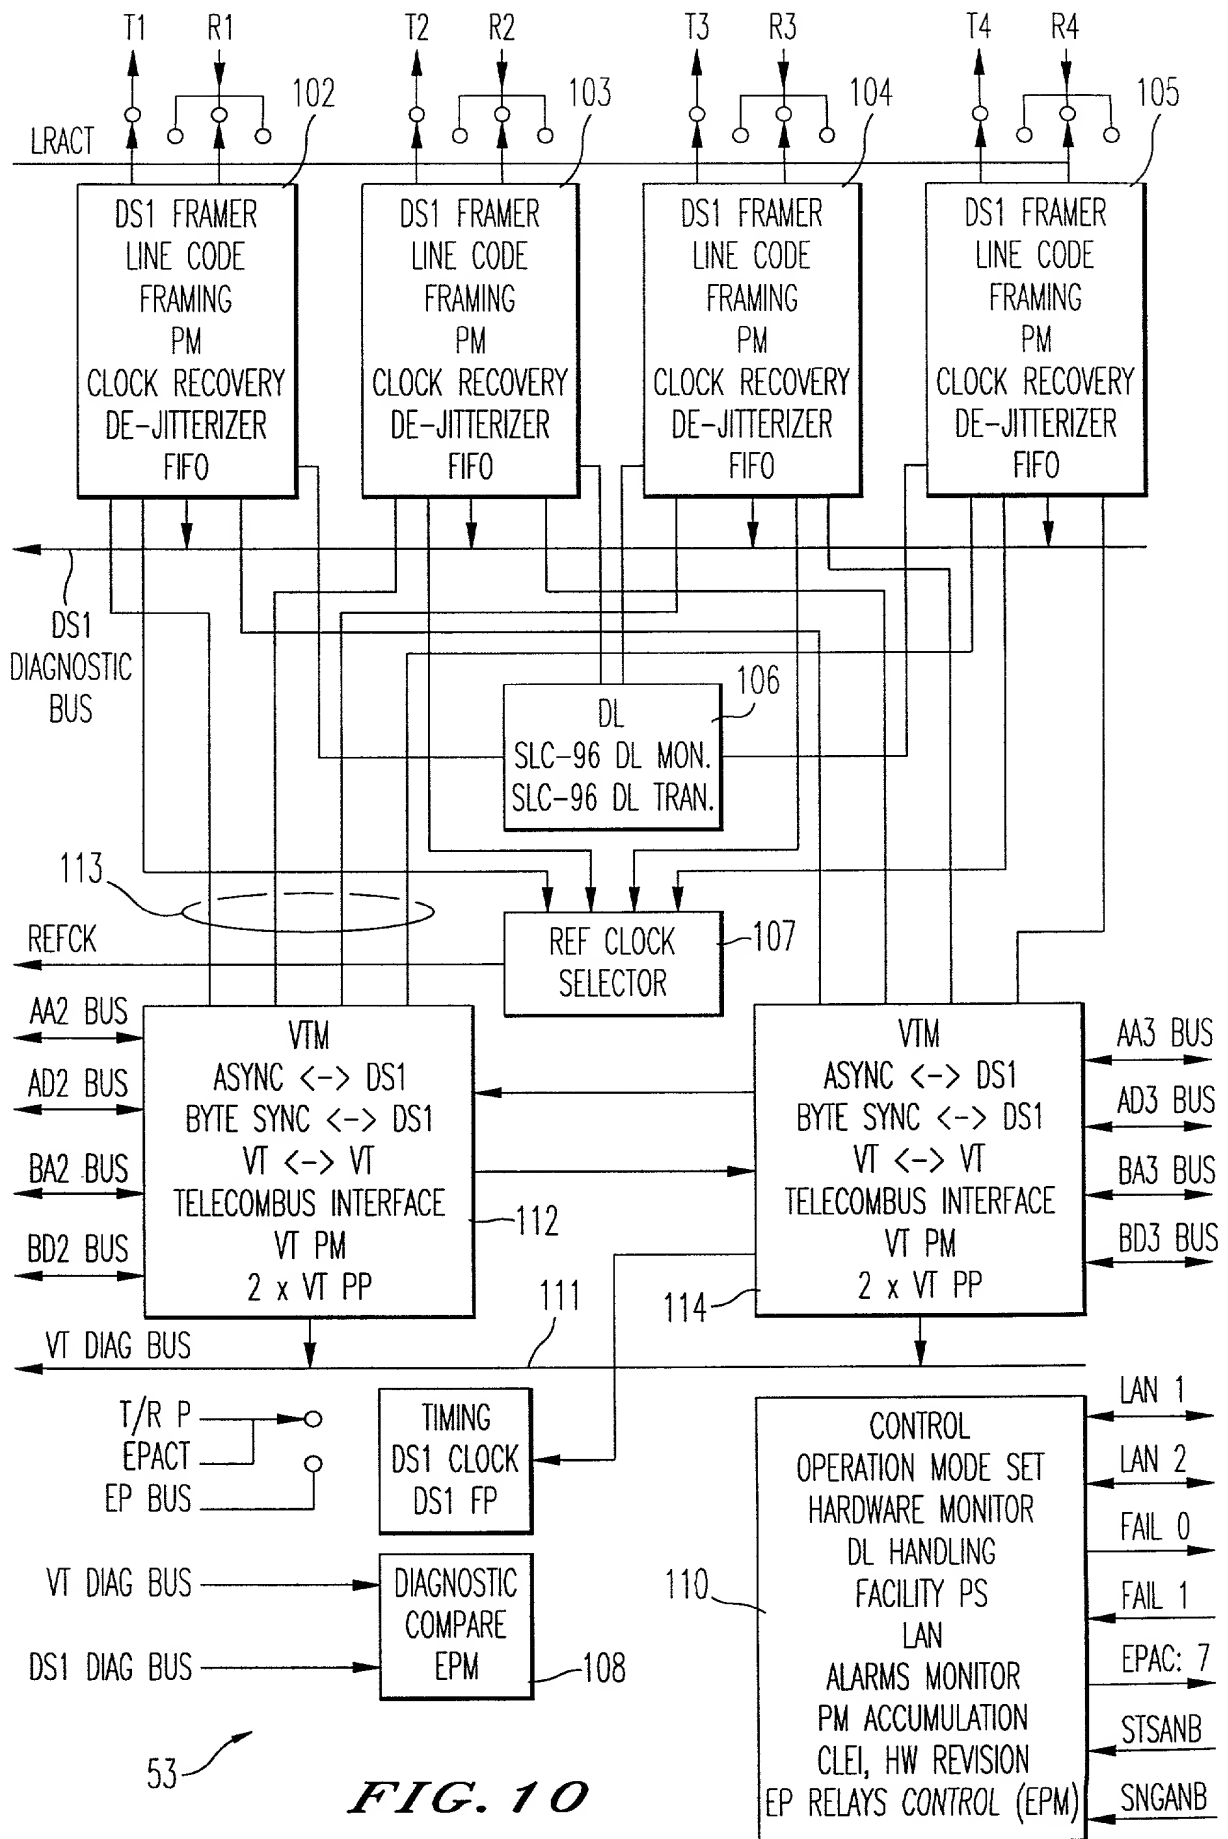 T1 R1 T2 R2 T3 R3 T4 R4
102 103 104 105
LRACT
DS1 FRAMER
LINE CODE
FRAMING
PM
CLOCK RECOVERY
DE-JITTERIZER
FIFO
DS1 FRAMER
LINE CODE
FRAMING
PM
CLOCK RECOVERY
DE-JITTERIZER
FIFO
DS1 FRAMER
LINE CODE
FRAMING
PM
CLOCK RECOVERY
DE-JITTERIZER
FIFO
DS1 FRAMER
LINE CODE
FRAMING
PM
CLOCK RECOVERY
DE-JITTERIZER
FIFO
DS1
DIAGNOSTIC
BUS
106
DL
SLC-96 DL MON.
SLC-96 DL TRAN.
113
REFCK
REF CLOCK
SELECTOR
107
AA2 BUS
AD2 BUS
BA2 BUS
BD2 BUS
VTM
ASYNC <-> DS1
BYTE SYNC <-> DS1
VT <-> VT
TELECOMBUS INTERFACE
VT PM
2 x VT PP
112
VTM
ASYNC <-> DS1
BYTE SYNC <-> DS1
VT <-> VT
TELECOMBUS INTERFACE
VT PM
2 x VT PP
114
AA3 BUS
AD3 BUS
BA3 BUS
BD3 BUS
VT DIAG BUS
111
T/R P
EPACT
EP BUS
TIMING
DS1 CLOCK
DS1 FP
VT DIAG BUS
DS1 DIAG BUS
DIAGNOSTIC
COMPARE
EPM
108
110
CONTROL
OPERATION MODE SET
HARDWARE MONITOR
DL HANDLING
FACILITY PS
LAN
ALARMS MONITOR
PM ACCUMULATION
CLEI, HW REVISION
EP RELAYS CONTROL (EPM)
LAN 1
LAN 2
FAIL 0
FAIL 1
EPAC: 7
STSANB
SNGANB
53
FIG. 10